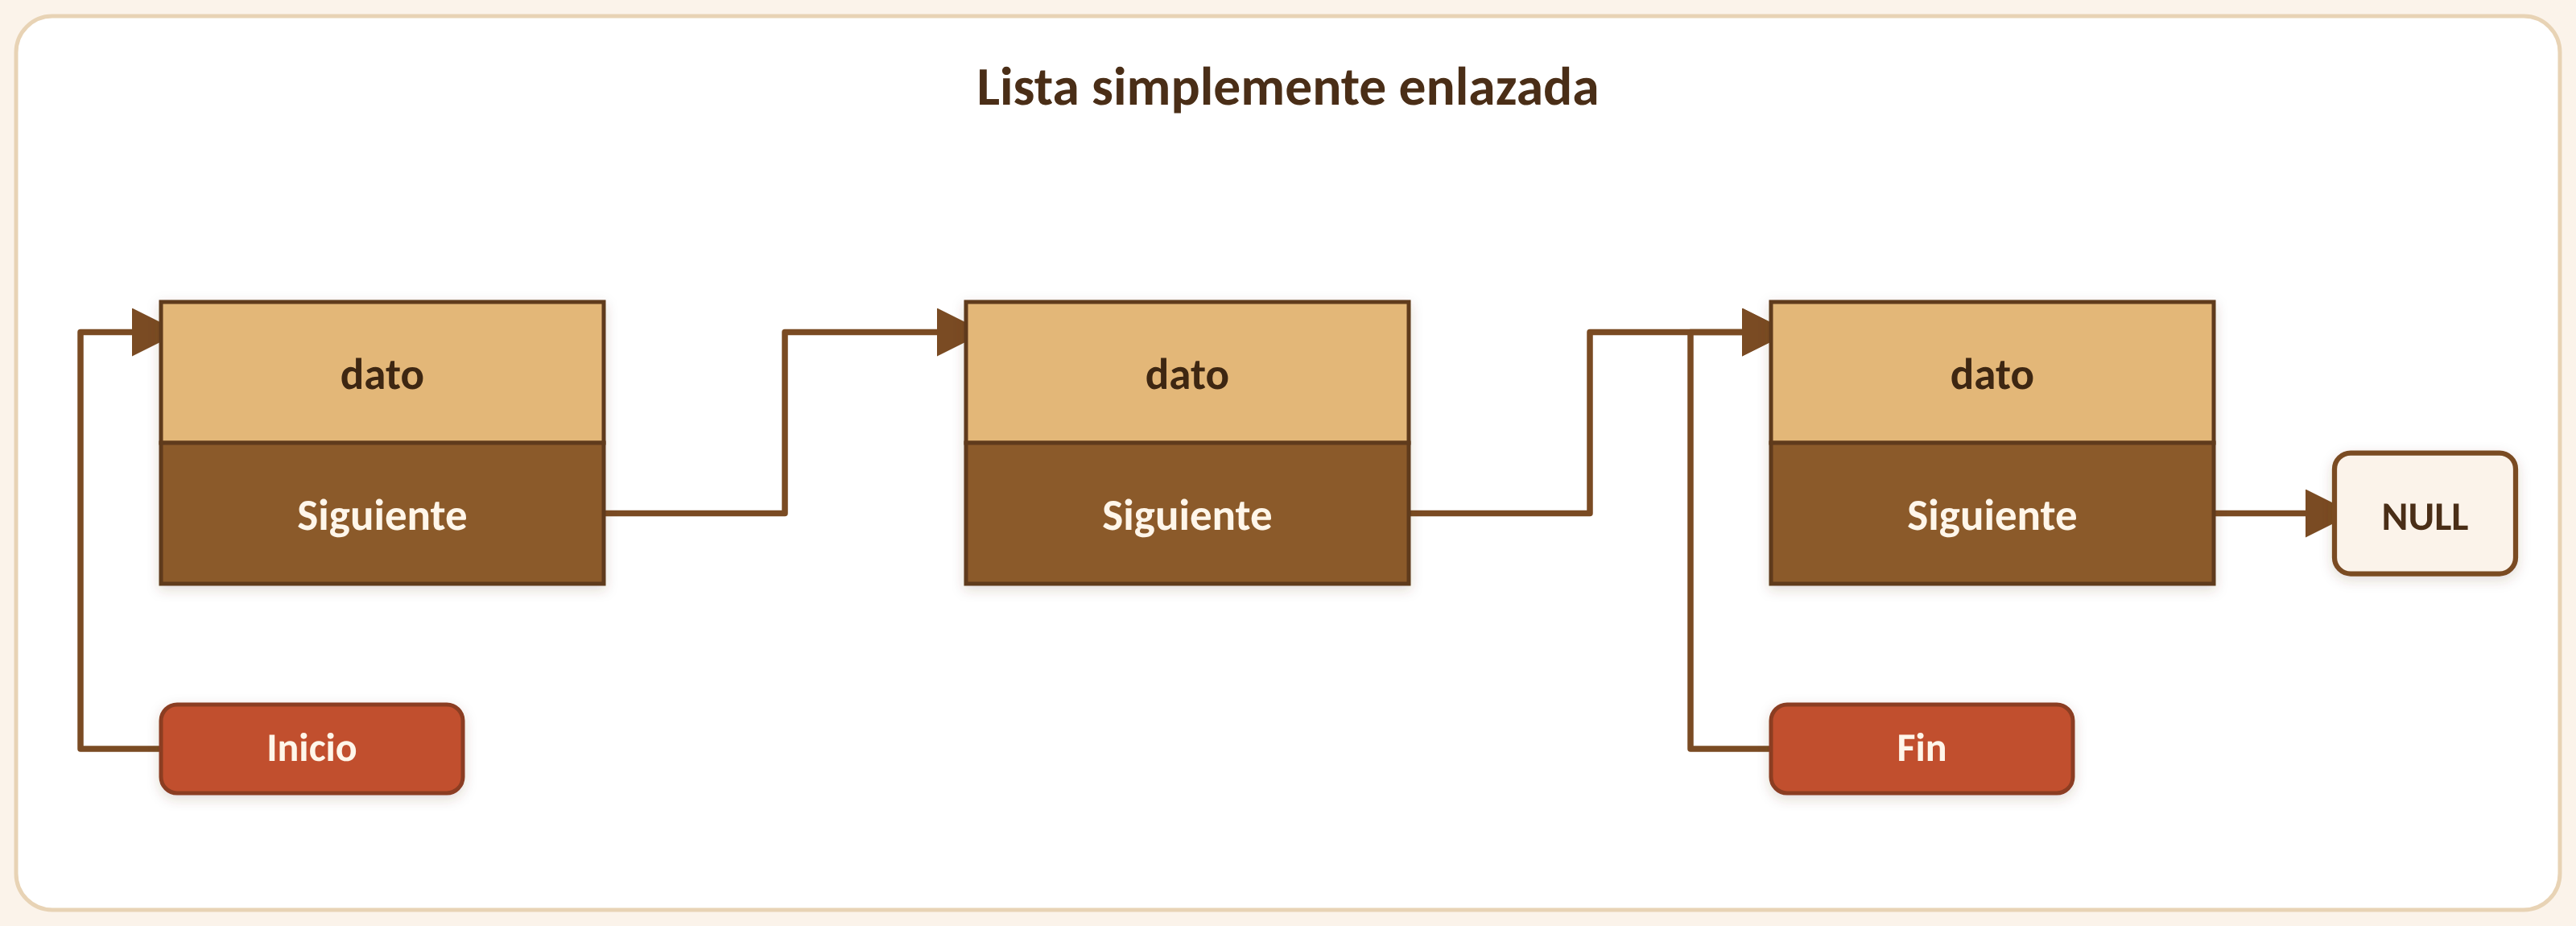 Lista simplemente enlazada
dato
dato
dato
Siguiente
Siguiente
Siguiente
NULL
Inicio
Fin